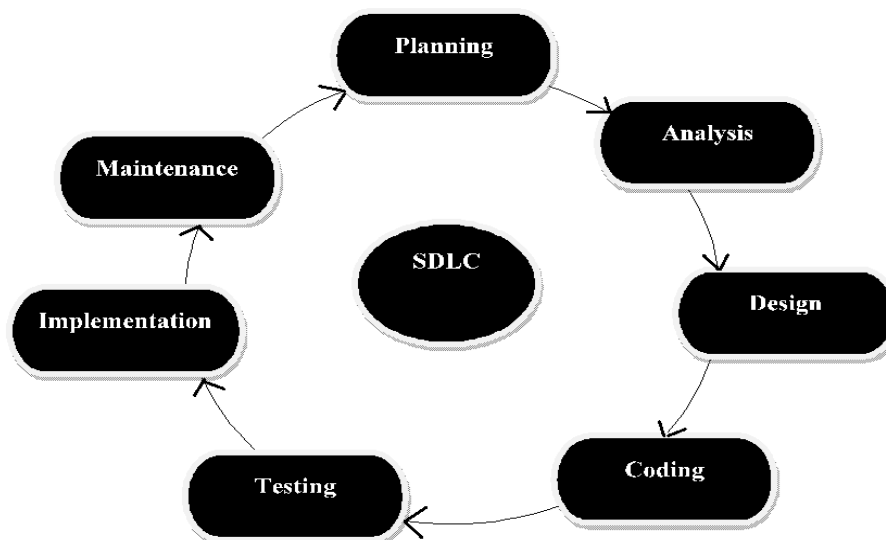 Planning
Analysis
Design
Coding
Testing
Implementation
Maintenance
SDLC